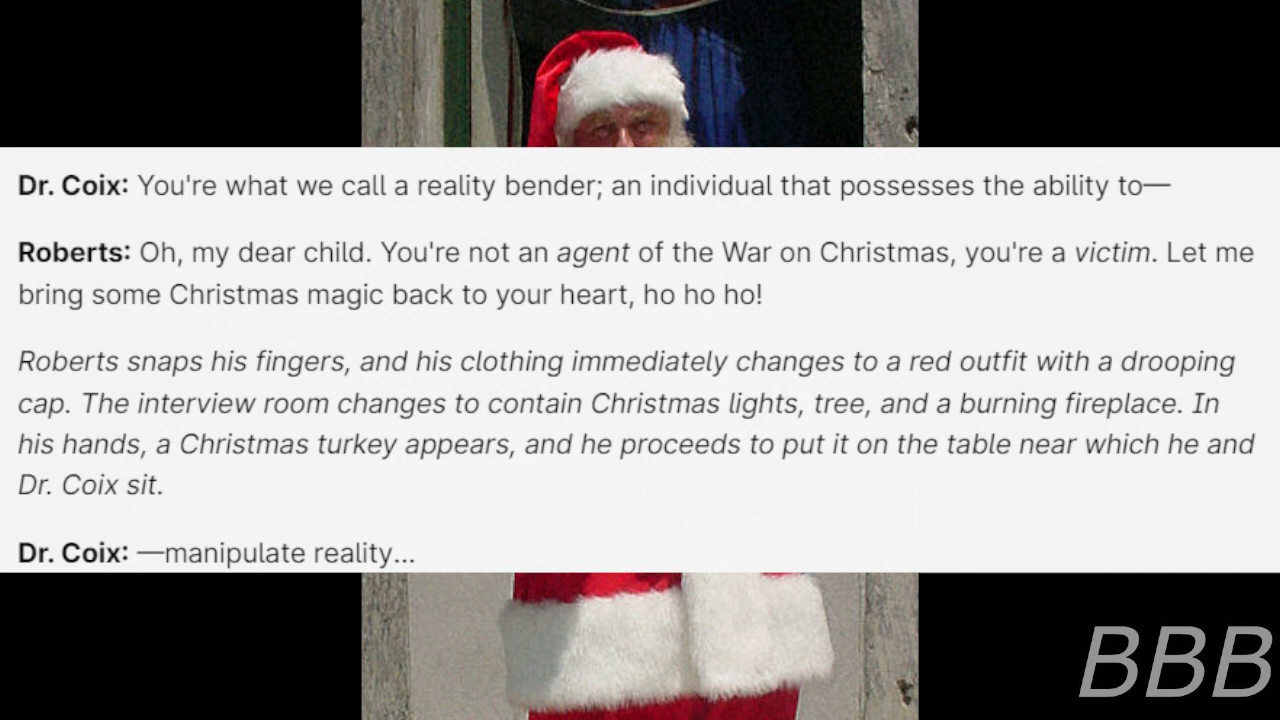 Dr. Coix: You're what we call a reality bender; an individual that possesses the ability to—
Roberts: Oh, my dear child. You're not an agent of the War on Christmas, you're a victim. Let me
bring some Christmas magic back to your heart, ho ho ho!
Roberts snaps his fingers, and his clothing immediately changes to a red outfit with a drooping
cap. The interview room changes to contain Christmas lights, tree, and a burning fireplace. In
his hands, a Christmas turkey appears, and he proceeds to put it on the table near which he and
Dr. Coix sit.
Dr. Coix: —manipulate reality...
BBB